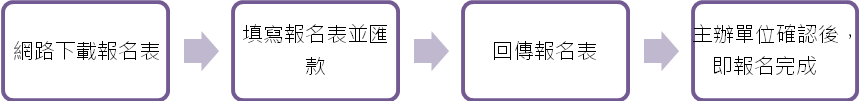 網路下載報名表
填寫報名表並匯
款
回傳報名表
主辦單位確認後，
即報名完成